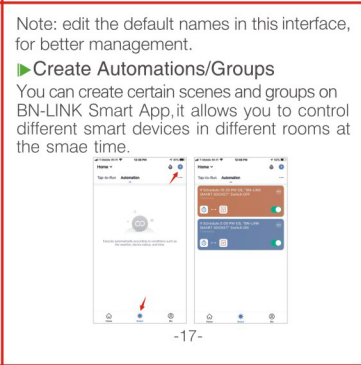 Note: edit the default names in this interface,
for better management.
Create Automations/Groups
You can create certain scenes and groups on
BN-LINK Smart App,it allows you to control
different smart devices in different rooms at
the smae time.
Home
Tap-to-Run Automation
Home
Tap-to-Run Automation
-17-